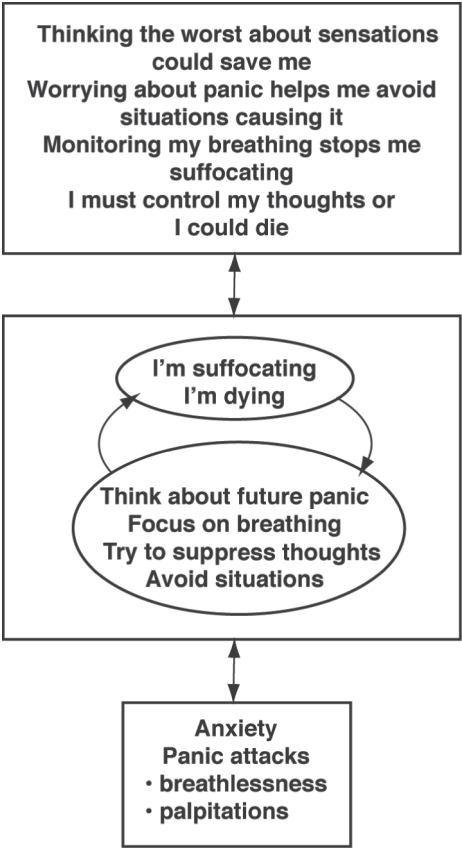 Thinking the worst about sensations
could save me
Worrying about panic helps me avoid
situations causing it
Monitoring my breathing stops me
suffocating
I must control my thoughts or
I could die
I'm suffocating
I'm dying
Think about future panic
Focus on breathing
Try to suppress thoughts
Avoid situations
Anxiety
Panic attacks
• breathlessness
• palpitations